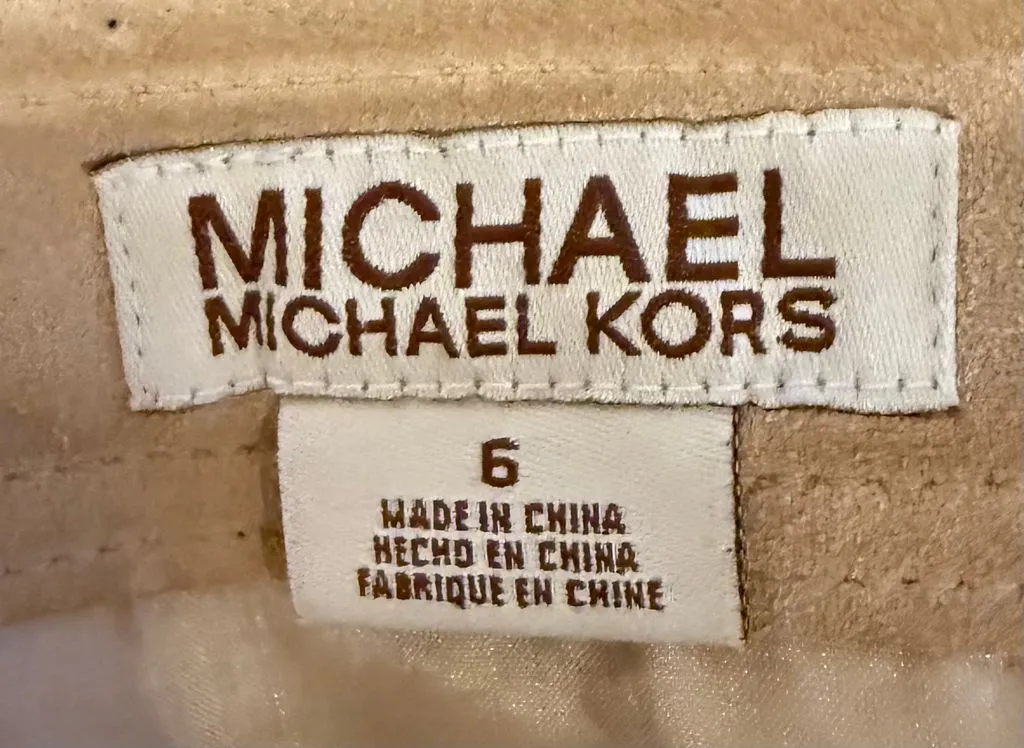 MICHAEL
MICHAEL KORS
6
MADE IN CHINA
HECHO EN CHINA
FABRIQUE EN CHINE